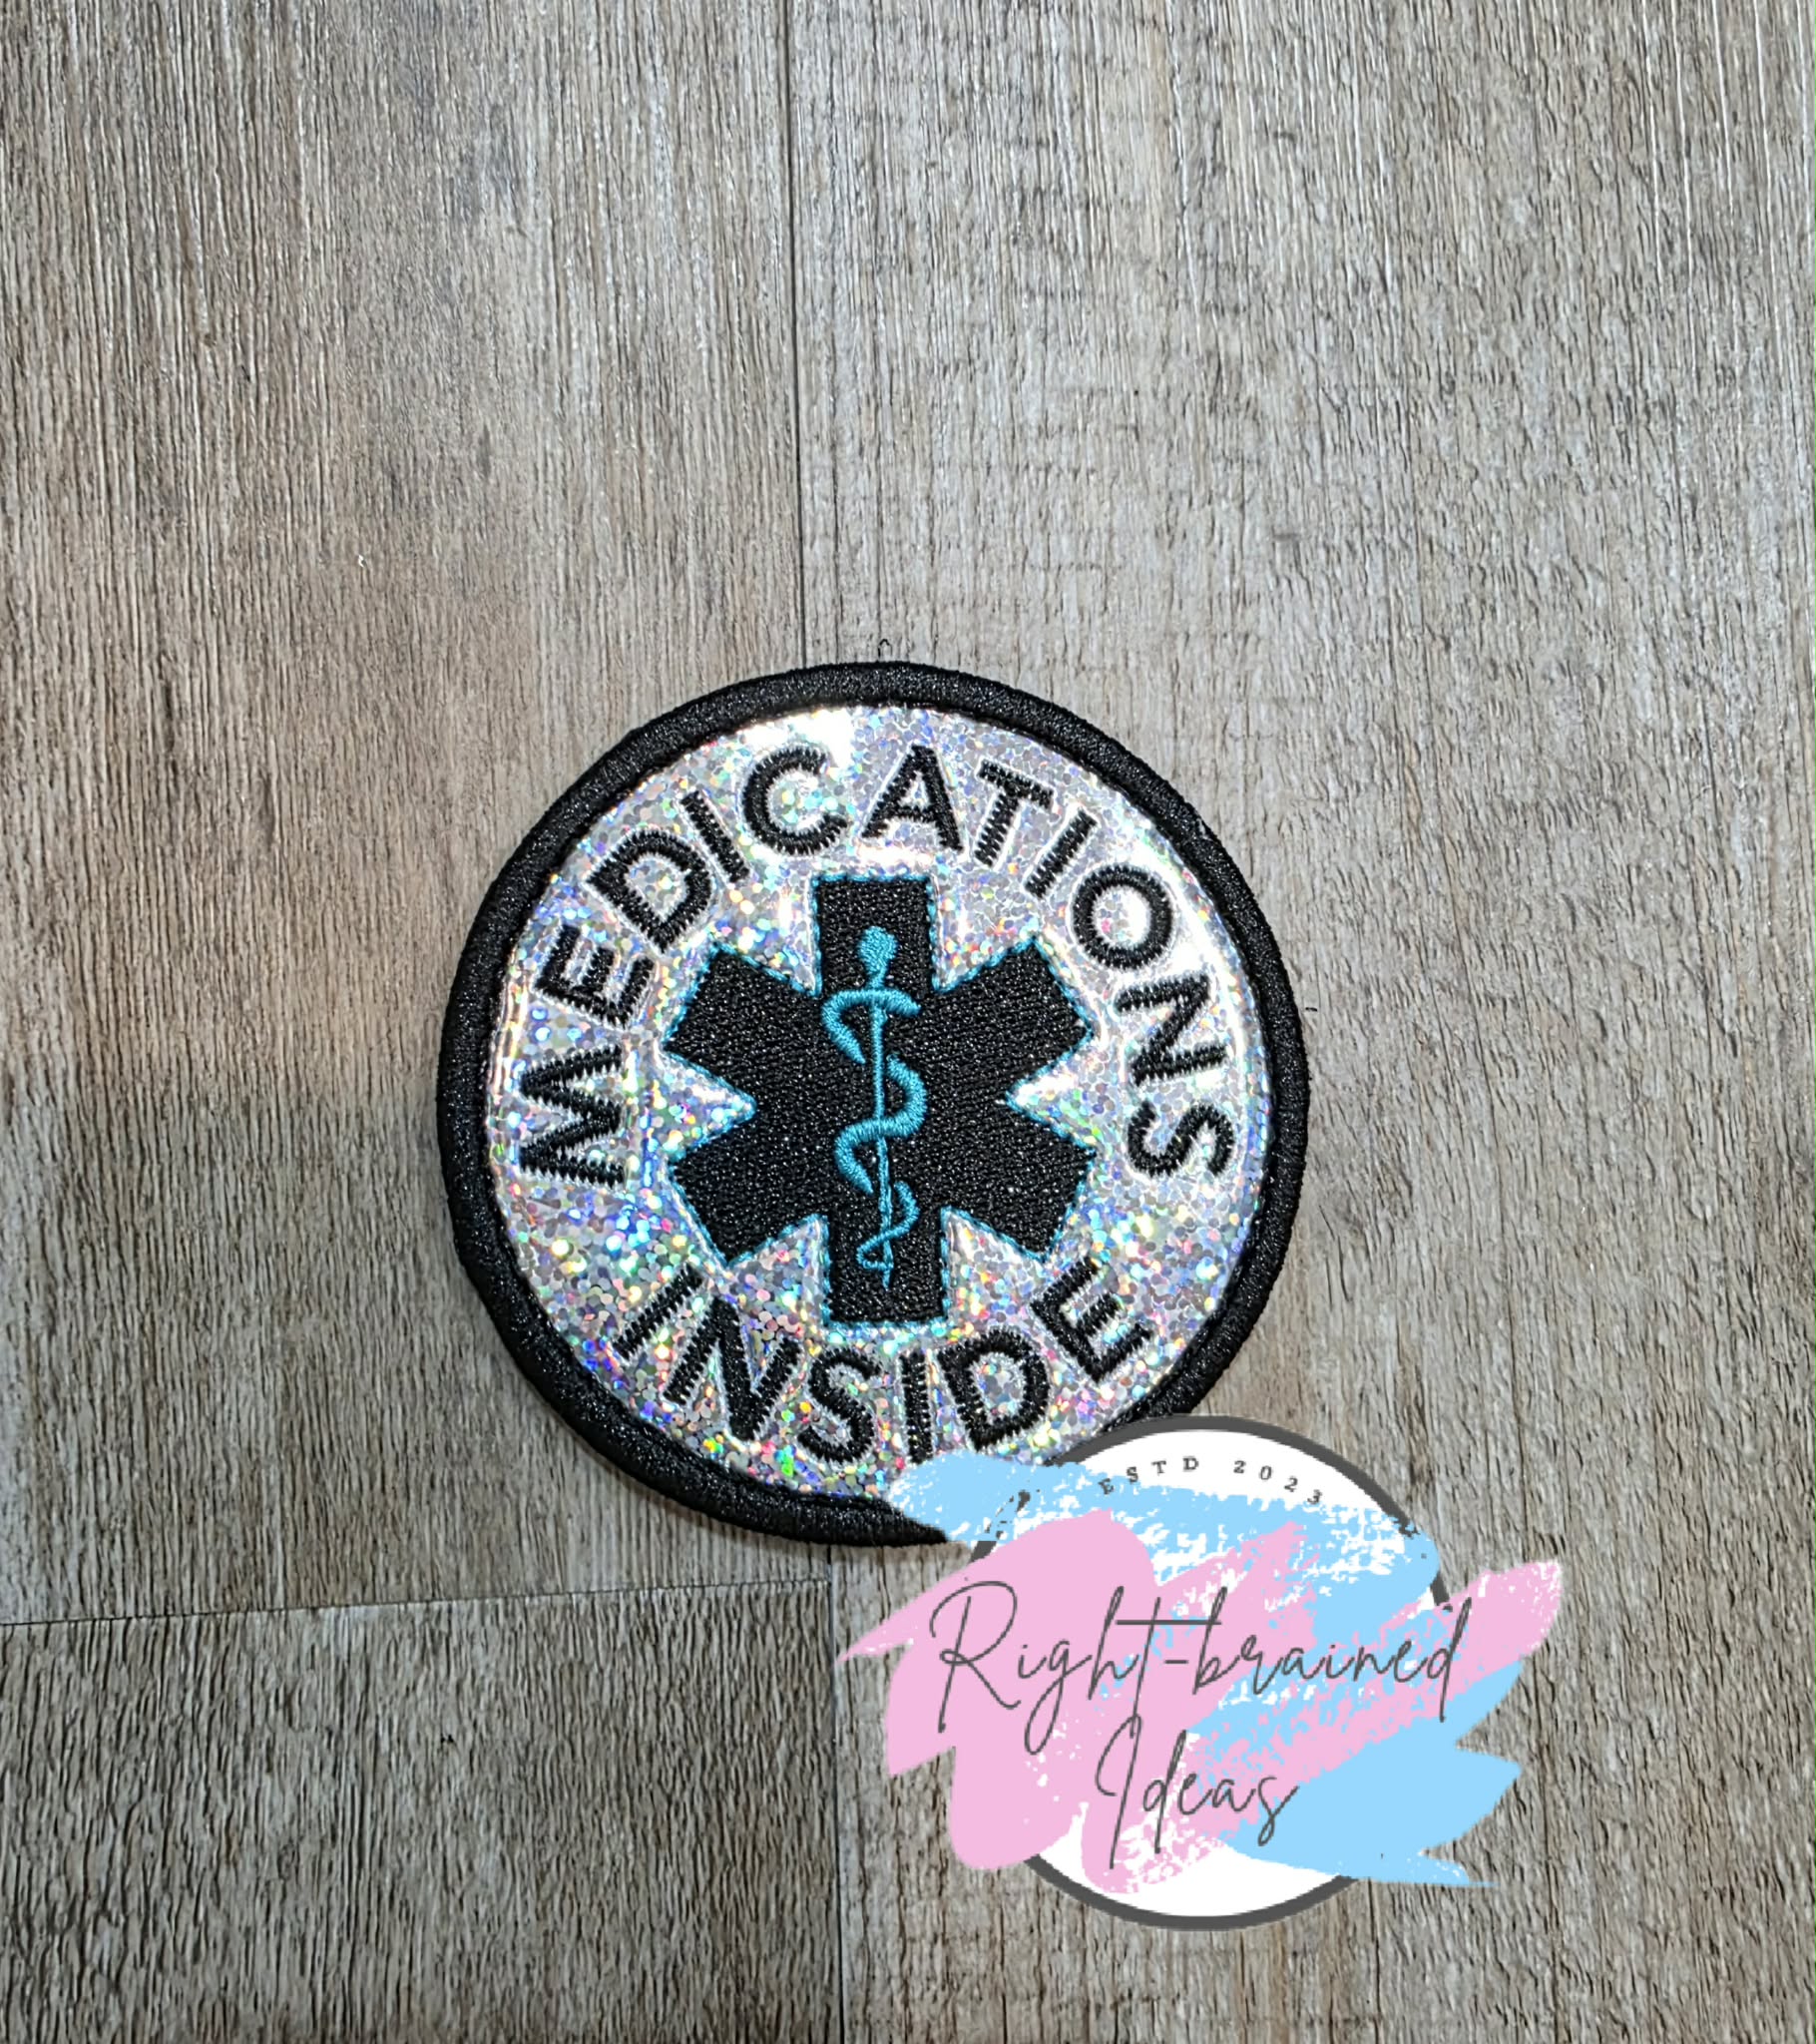 MEDICATIONS
INSIDE
ESTD 2023
Right-brained
Ideas